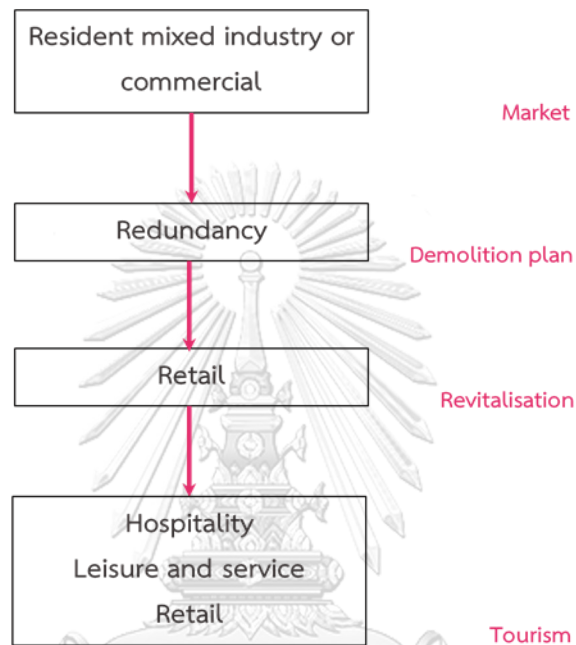 Resident mixed industry or
commercial
Market
Redundancy
Demolition plan
Retail
Revitalisation
Hospitality
Leisure and service
Retail
Tourism